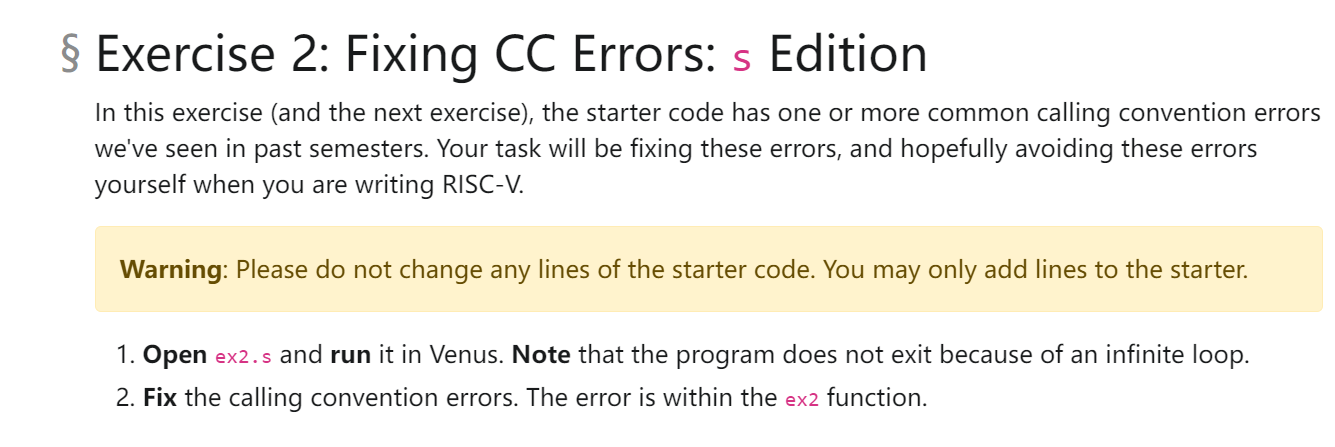 § Exercise 2: Fixing CC Errors: s Edition
In this exercise (and the next exercise), the starter code has one or more common calling convention errors
we've seen in past semesters. Your task will be fixing these errors, and hopefully avoiding these errors
yourself when you are writing RISC-V.
Warning: Please do not change any lines of the starter code. You may only add lines to the starter.
1. Open ex2.s and run it in Venus. Note that the program does not exit because of an infinite loop.
2. Fix the calling convention errors. The error is within the ex2 function.